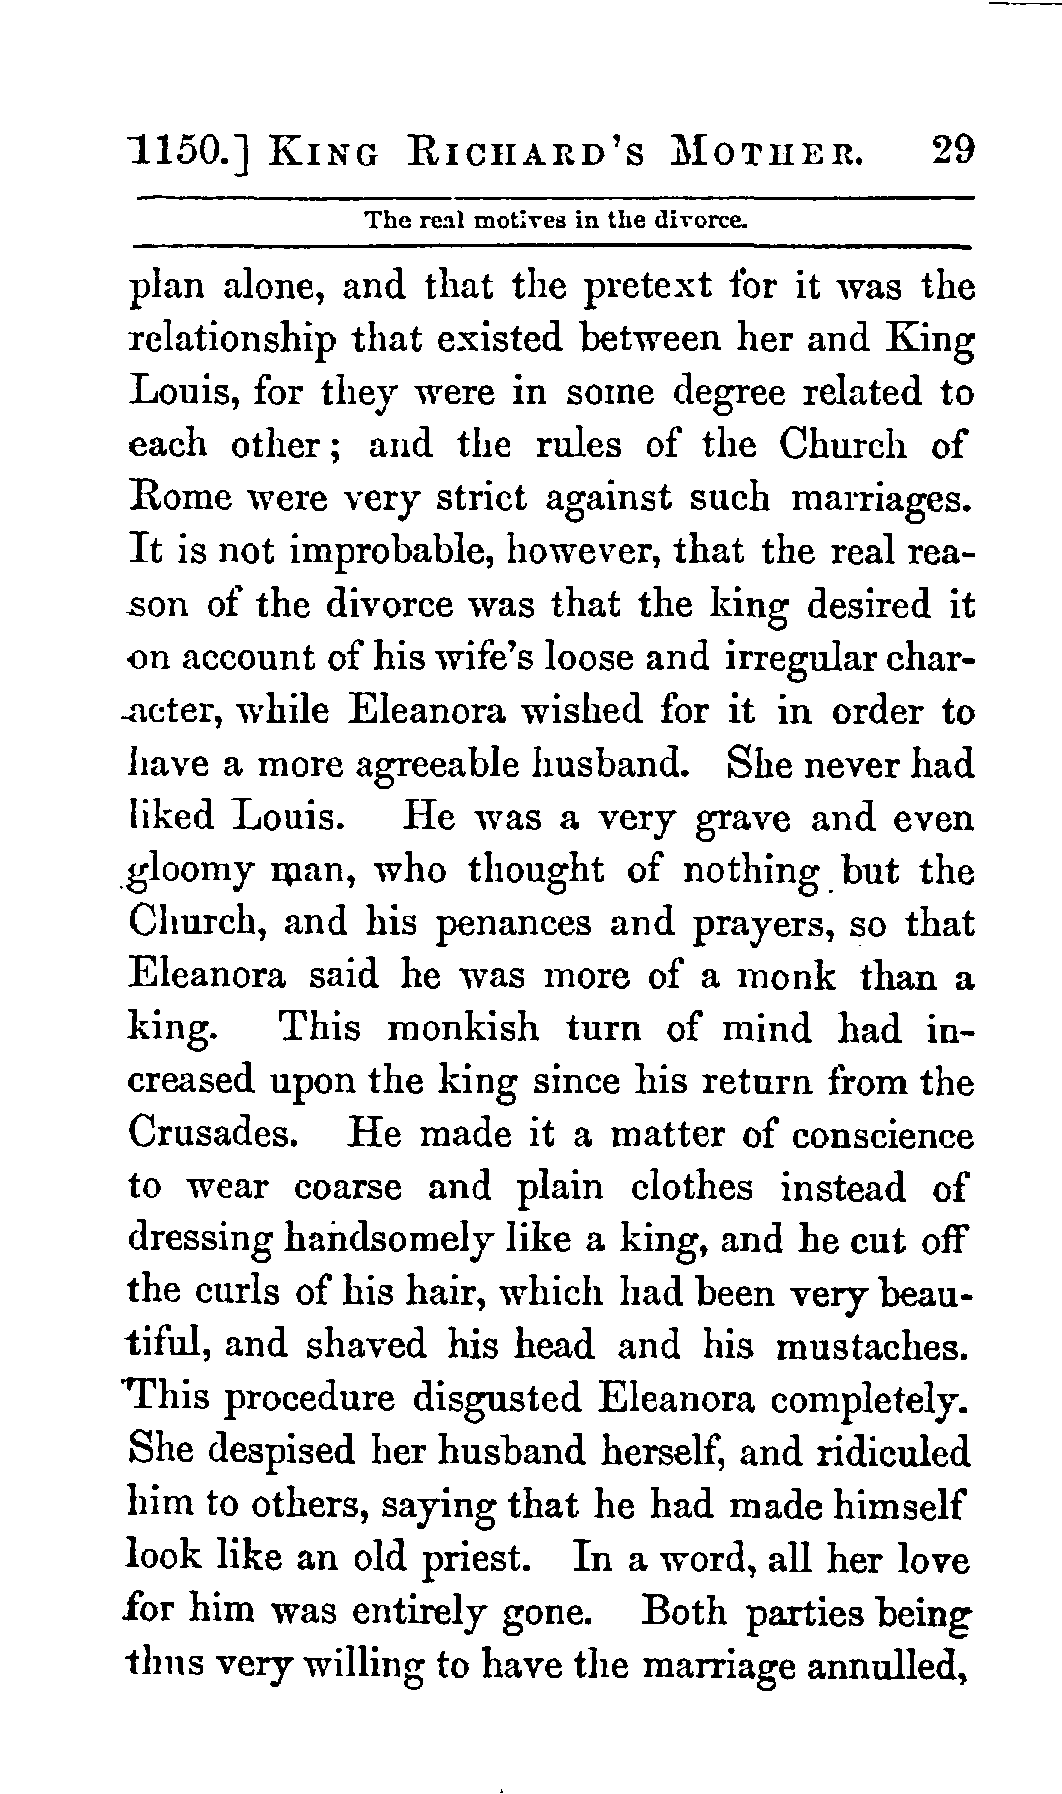 1150.] KING RICHARD'S MOTHER. 29
The real motives in the divorce.
plan alone, and that the pretext for it was the
relationship that existed between her and King
Louis, for they were in some degree related to
each other; and the rules of the Church of
Rome were very strict against such marriages.
It is not improbable, however, that the real rea-
son of the divorce was that the king desired it
on account of his wife's loose and irregular char-
acter, while Eleanora wished for it in order to
have a more agreeable husband. She never had
liked Louis. He was a very grave and even
gloomy man, who thought of nothing but the
Church, and his penances and prayers, so that
Eleanora said he was more of a monk than a
king. This monkish turn of mind had in-
creased upon the king since his return from the
Crusades. He made it a matter of conscience
to wear coarse and plain clothes instead of
dressing handsomely like a king, and he cut off
the curls of his hair, which had been very beau-
tiful, and shaved his head and his mustaches.
This procedure disgusted Eleanora completely.
She despised her husband herself, and ridiculed
him to others, saying that he had made himself
look like an old priest. In a word, all her love
for him was entirely gone. Both parties being
thus very willing to have the marriage annulled,